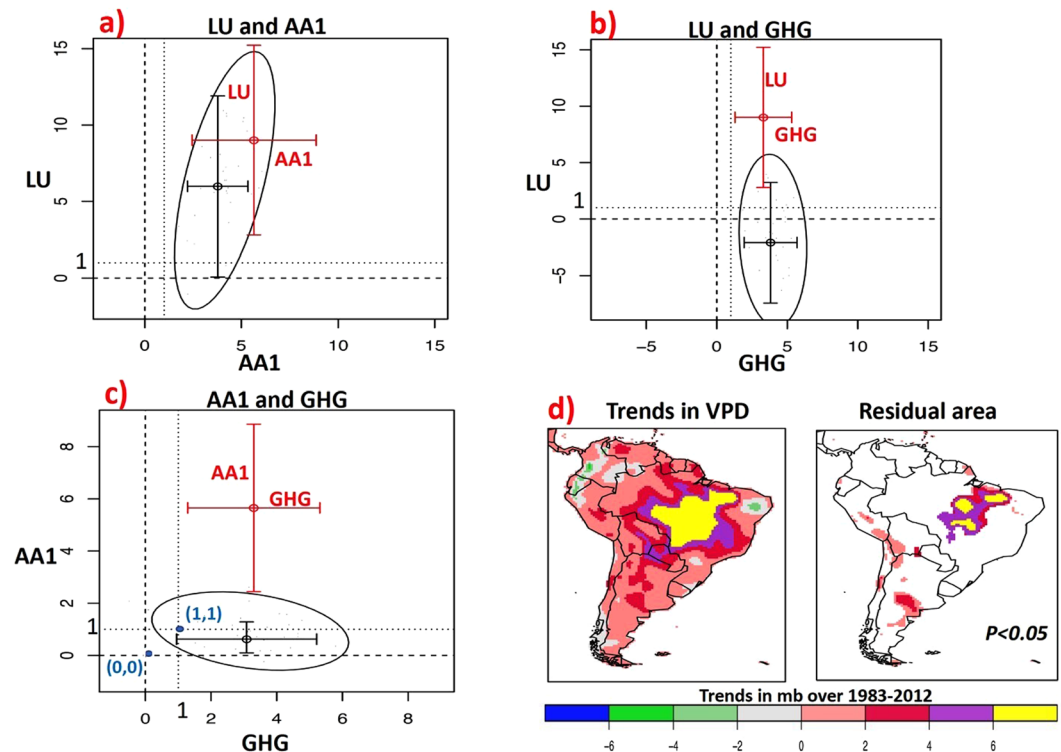 a)
LU and AA1
15
10
5
1
0
LU
LU
AA1
0
5
10
15
AA1
b)
LU and GHG
15
10
5
1
0
−5
LU
LU
GHG
−5
0
5
10
15
GHG
c)
AA1 and GHG
8
6
4
2
1
0
AA1
AA1
GHG
(1,1)
(0,0)
0
1
2
4
6
8
GHG
d)
Trends in VPD
Residual area
P<0.05
Trends in mb over 1983-2012
-6
-4
-2
0
2
4
6